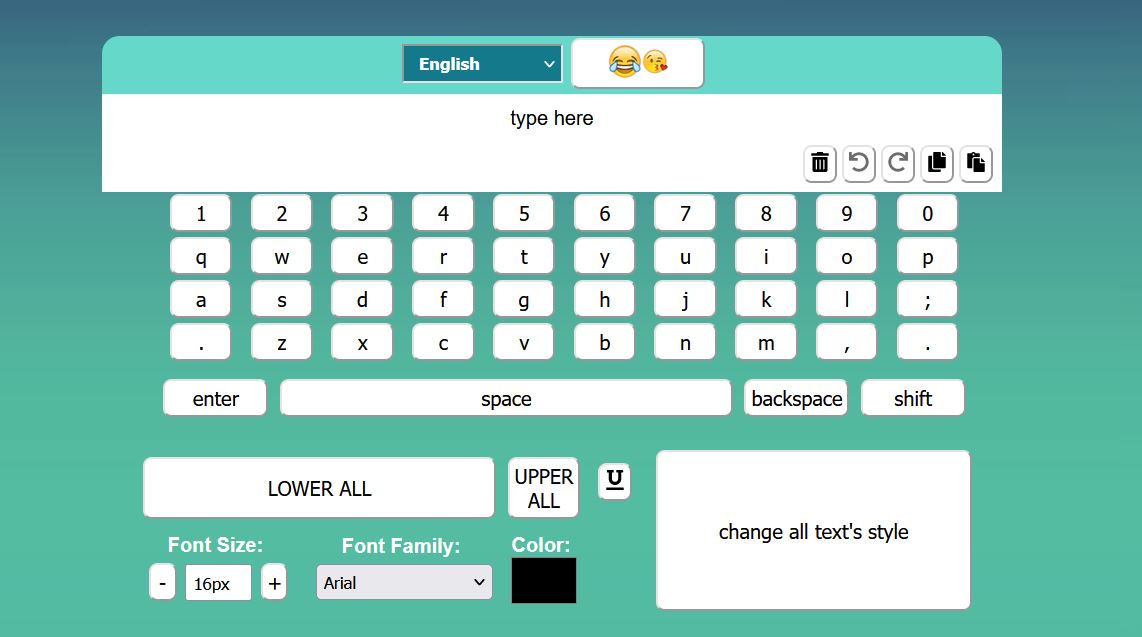 English
type here
1 2 3 4 5 6 7 8 9 0
q w e r t y u i o p
a s d f g h j k l ;
. z x c v b n m , .
enter space backspace shift
LOWER ALL
UPPER
ALL
U
change all text's style
Font Size: Font Family: Color:
- 16px + Arial